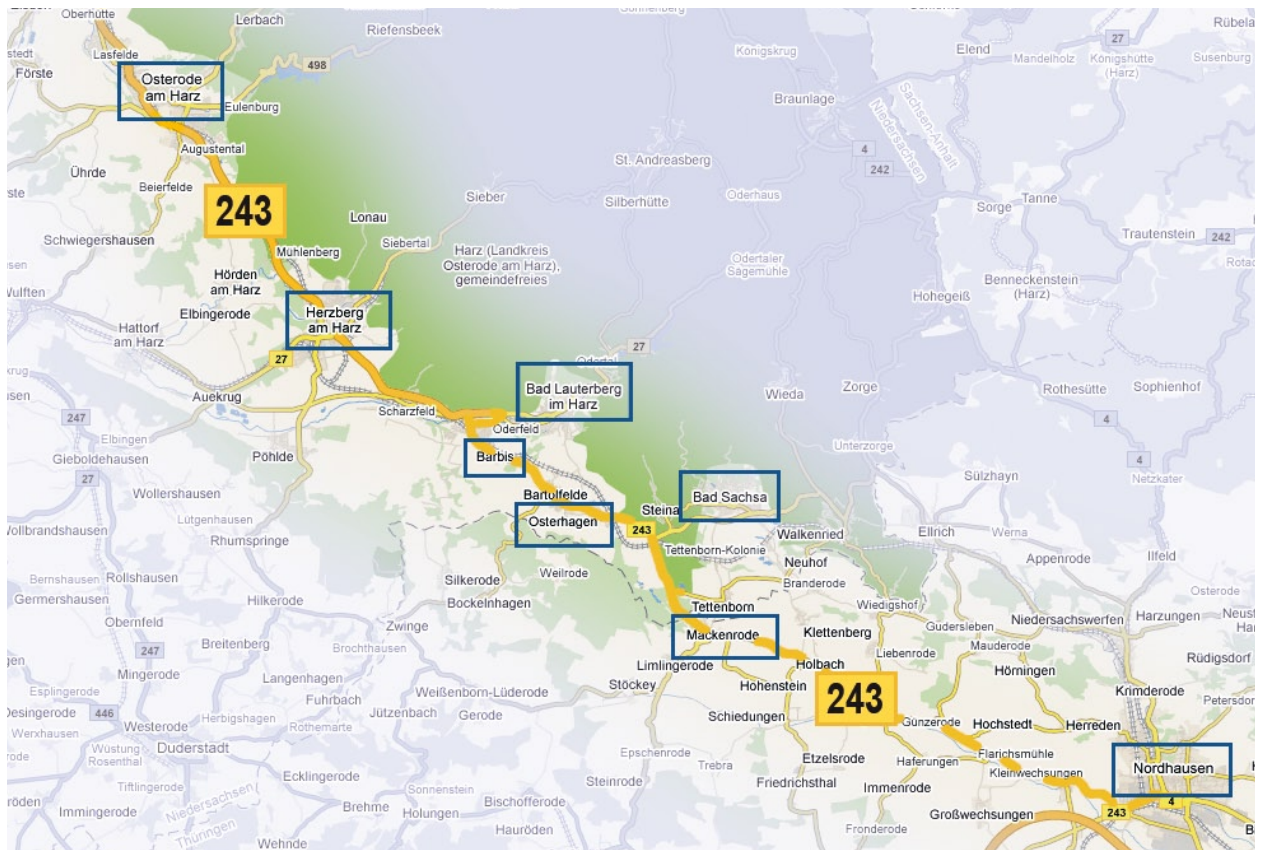 Oberhütte
Lerbach
Riefensbeek
Lasfelde
Förste
Osterode
am Harz
498
Eulenburg
Königskrug
Elend
27
Mandelholz
Königshütte
(Harz)
Susenburg
Braunlage
Sachsen-Anhalt
Niedersachsen
Augustental
Ührde
Beierfelde
St. Andreasberg
4
242
243
Lonau
Sieber
Silberhütte
Oderhaus
Sorge
Tanne
Schwiegershausen
Mühlenberg
Siebertal
Harz (Landkreis
Osterode am Harz),
gemeindefreies
Odertaler
Sägemühle
Trautenstein
242
Hörden
am Harz
Elbingerode
Herzberg
am Harz
Hohegeiß
Benneckenstein
(Harz)
Hattorf
am Harz
27
27
Odertal
Bad Lauterberg
im Harz
Auekrug
Scharzfeld
Oderfeld
Wieda
Zorge
Rothesütte
Sophienhof
247
4
Elbingen
Gieboldehausen
Pöhlde
Barbis
Unterzorge
4
Netzkater
27
Wollershausen
Bartolfelde
Steina
Bad Sachsa
Sülzhayn
Lütgenhausen
Wollbrandshausen
Rhumspringe
Osterhagen
243
Tettenborn-Kolonie
Walkenried
Ellrich
Werna
Appenrode
Ilfeld
Bernshausen
Rollshausen
Germershausen
Silkerode
Bockelnhagen
Weilrode
Neuhof
Branderode
Osterode
Hilkerode
Obernfeld
Zwinge
Tettenborn
Wiedigshof
Niedersachswerfen
Harzungen
Gudersleben
247
Breitenberg
Brochthausen
Mackenrode
Klettenberg
Liebenrode
Mauderode
Mingerode
Limlingerode
Holbach
Hörningen
Rüdigsdorf
Esplingerode
Langenhagen
Fuhrbach
Weißenborn-Lüderode
Stöckey
Hohenstein
Krimderode
Desingerode
446
Herbigshagen
Jützenbach
Gerode
Schiedungen
243
Günzerode
Hochstedt
Herreden
Werxhausen
Westerode
Rothemarte
Wüstung
Rosenthal
Duderstadt
Epschenrode
Trebra
Etzelsrode
Haferungen
Flarichsmühle
Kleinwechsungen
Nordhausen
Tiftlingerode
Ecklingerode
Sonnenstein
Steinrode
Friedrichsthal
Immenrode
Immingerode
Niedersachsen
Thüringen
Brehme
Holungen
Bischofferode
Großwechsungen
243
4
Wehnde
Hauröden
Fronderode